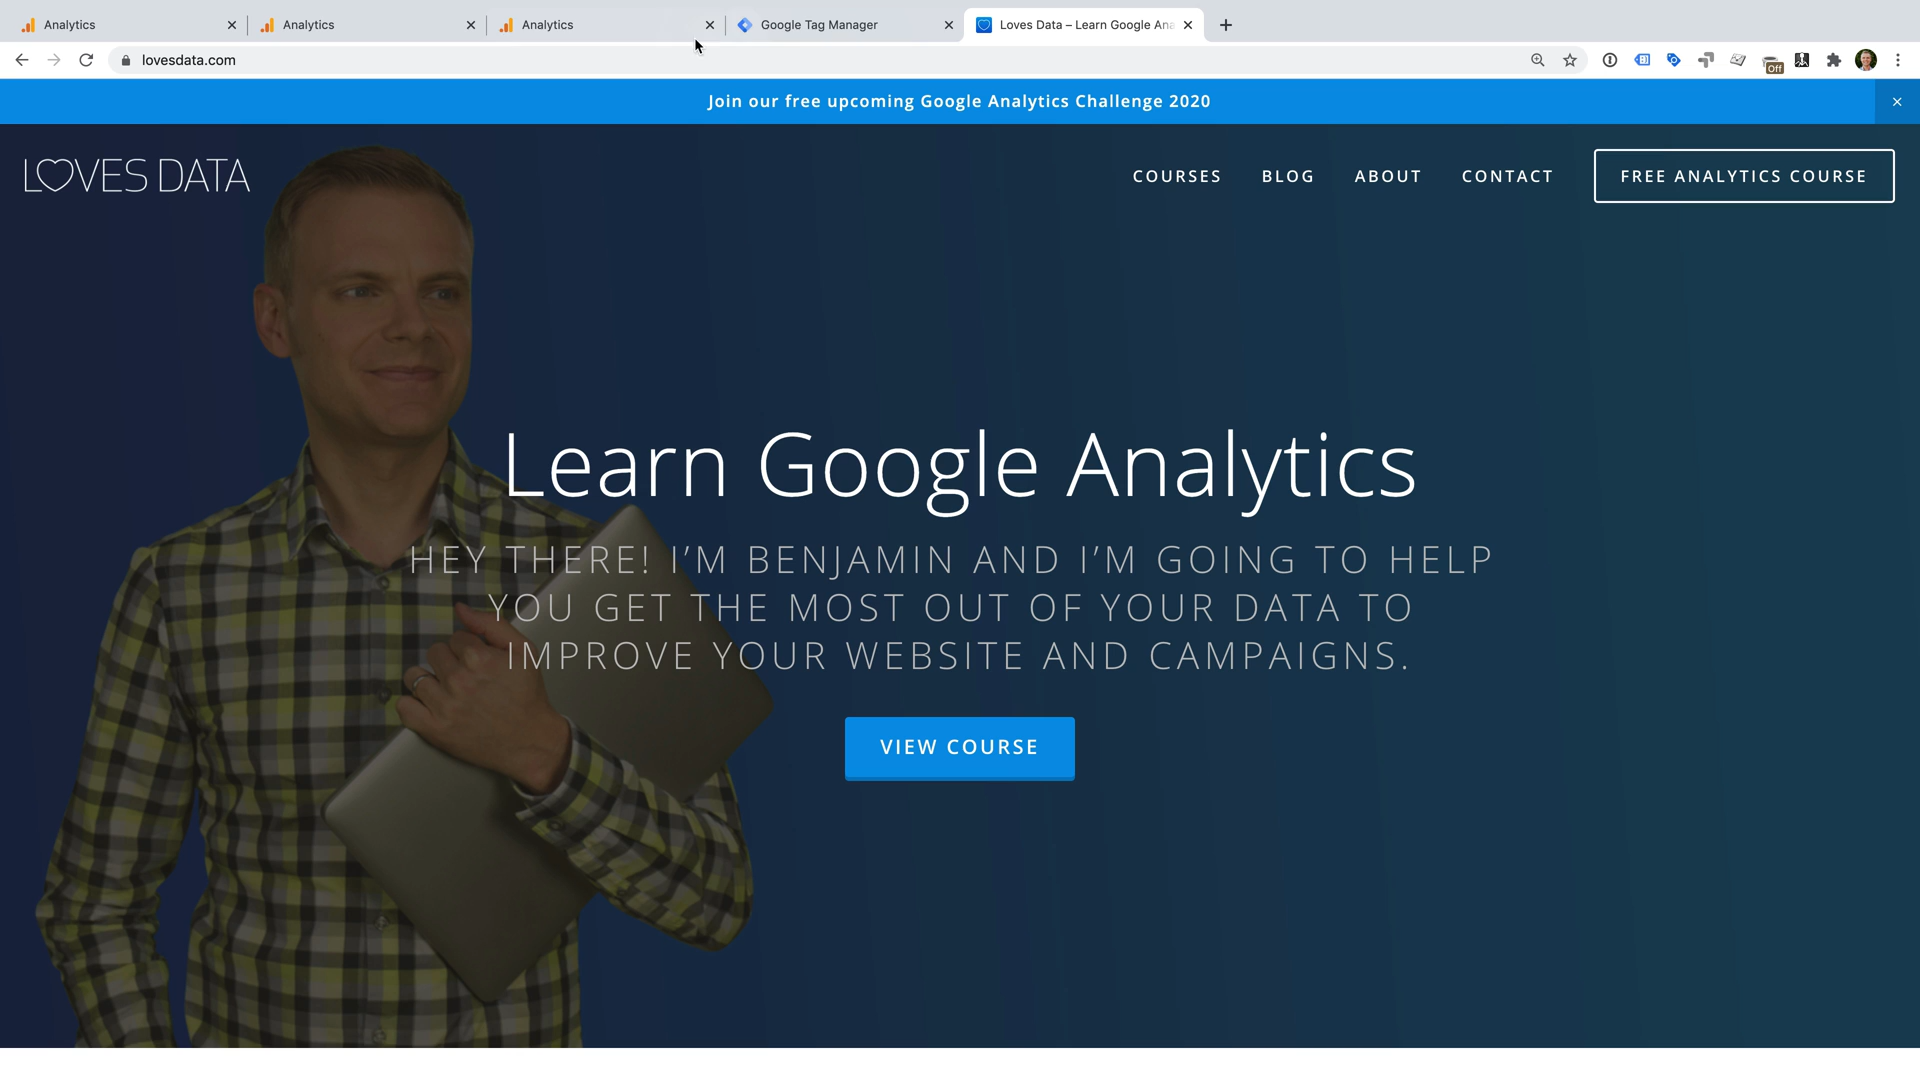 Analytics
Analytics
Analytics
Google Tag Manager
Loves Data – Learn Google Ana
lovesdata.com
Off
Join our free upcoming Google Analytics Challenge 2020
LOVES DATA
COURSES
BLOG
ABOUT
CONTACT
FREE ANALYTICS COURSE
Learn Google Analytics
HEY THERE! I’M BENJAMIN AND I’M GOING TO HELP
YOU GET THE MOST OUT OF YOUR DATA TO
IMPROVE YOUR WEBSITE AND CAMPAIGNS.
VIEW COURSE